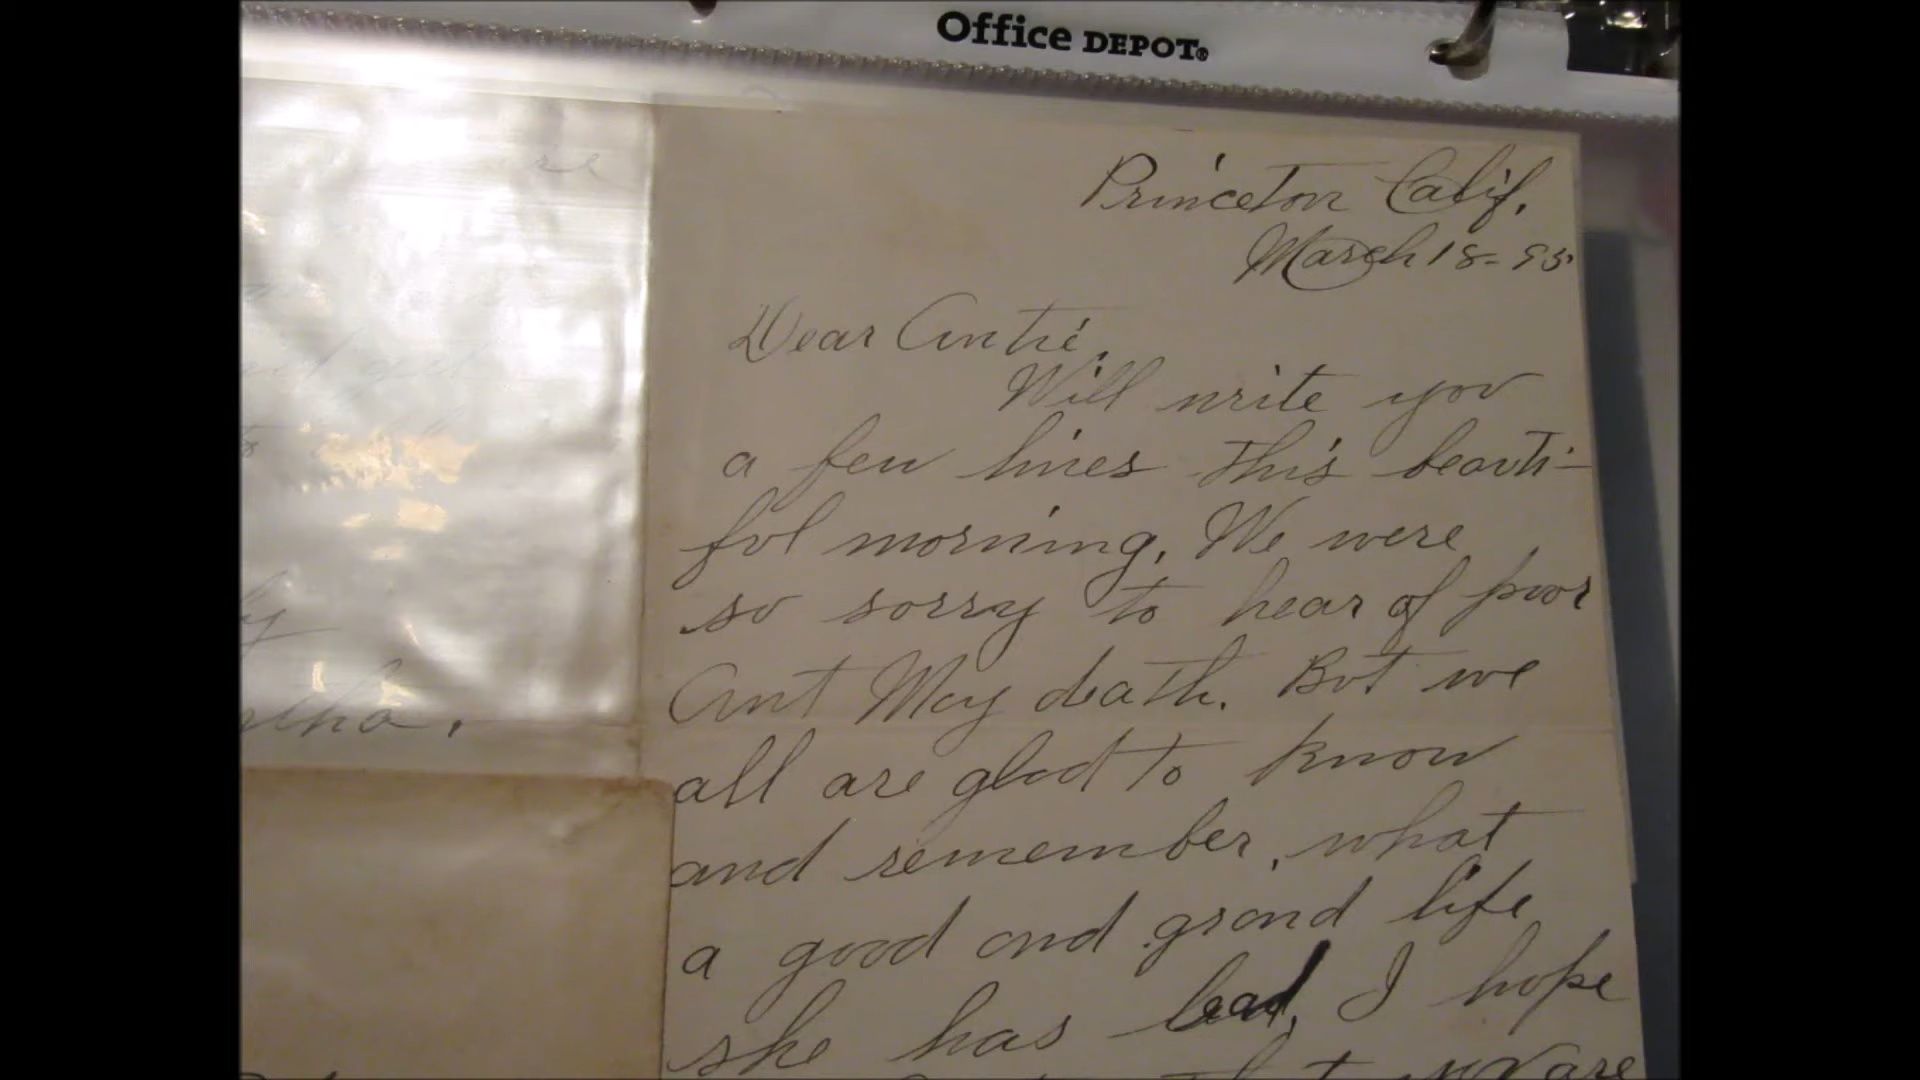 Office DEPOT®
Princeton Calif.
March 18-95.
Dear Antie,
Will write you
a few lines this beauti-
ful morning. We were
so sorry to hear of poor
Ant May death. But we
all are glad to know
and remember, what
a good and grand life
she has lead, I hope